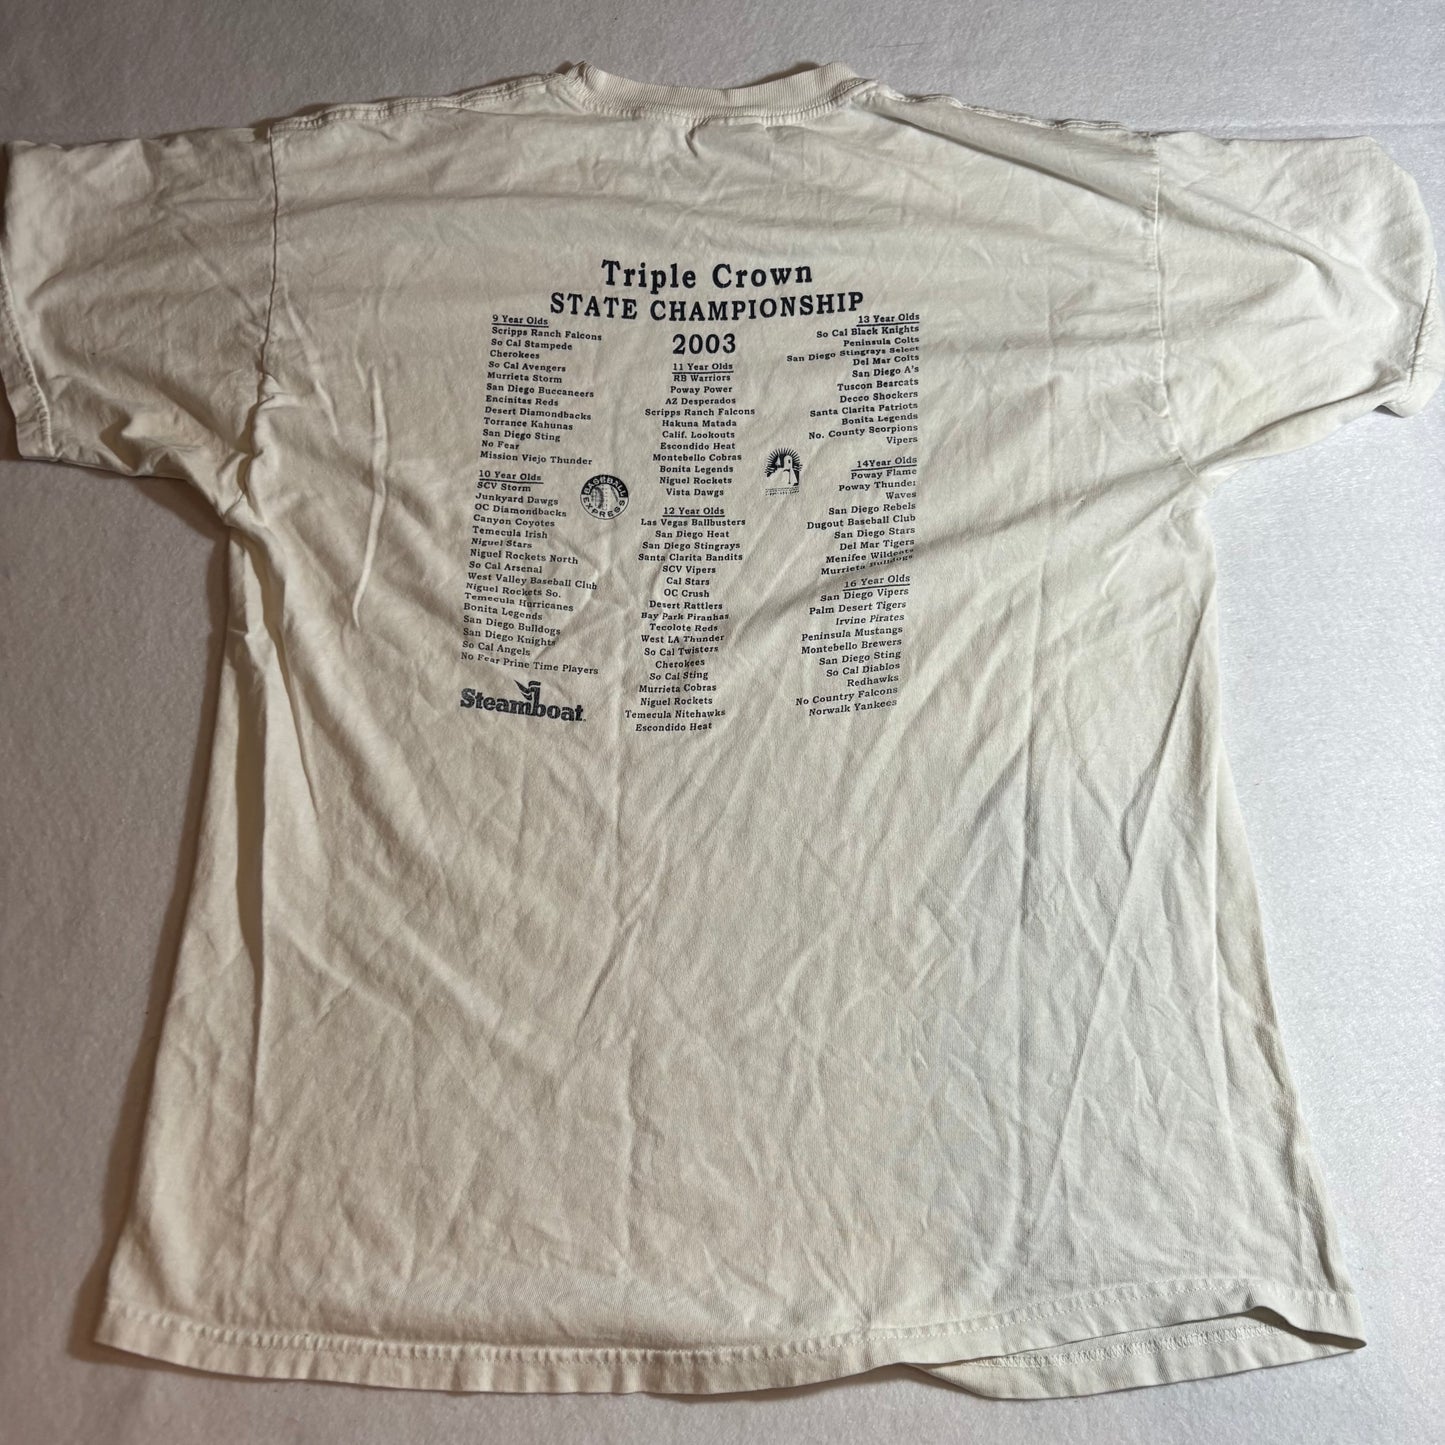 Triple Crown
STATE CHAMPIONSHIP
2003
9 Year Olds
Scripps Ranch Falcons
So Cal Stampede
Cherokees
So Cal Avengers
Murrieta Storm
San Diego Buccaneers
Encinitas Reds
Desert Diamondbacks
Torrance Kahunas
San Diego Sting
No Fear
Mission Viejo Thunder
10 Year Olds
SCV Storm
Junkyard Dawgs
OC Diamondbacks
Canyon Coyotes
Temecula Irish
Niguel Stars
Niguel Rockets North
So Cal Arsenal
West Valley Baseball Club
Niguel Rockets So.
Temecula Hurricanes
Bonita Legends
San Diego Bulldogs
San Diego Knights
So Cal Angels
No Fear Prine Time Players
Steamboat
BASEBALL
EXPRESS
11 Year Olds
RB Warriors
Poway Power
AZ Desperados
Scripps Ranch Falcons
Hakuna Matada
Calif. Lookouts
Escondido Heat
Montebello Cobras
Bonita Legends
Niguel Rockets
Vista Dawgs
12 Year Olds
Las Vegas Ballbusters
San Diego Heat
San Diego Stingrays
Santa Clarita Bandits
SCV Vipers
Cal Stars
OC Crush
Desert Rattlers
Bay Park Piranhas
Tecolote Reds
West LA Thunder
So Cal Twisters
Cherokees
So Cal Sting
Murrieta Cobras
Niguel Rockets
Temecula Nitehawks
Escondido Heat
13 Year Olds
So Cal Black Knights
Peninsula Colts
San Diego Stingrays Select
Del Mar Colts
San Diego A's
Tuscon Bearcats
Decco Shockers
Santa Clarita Patriots
Bonita Legends
No. County Scorpions
Vipers
14Year Olds
Poway Flame
Poway Thunder
Waves
San Diego Rebels
Dugout Baseball Club
San Diego Stars
Del Mar Tigers
Menifee Wildcats
Murrieta Bulldogs
16 Year Olds
San Diego Vipers
Palm Desert Tigers
Irvine Pirates
Peninsula Mustangs
Montebello Brewers
San Diego Sting
So Cal Diablos
Redhawks
No Country Falcons
Norwalk Yankees